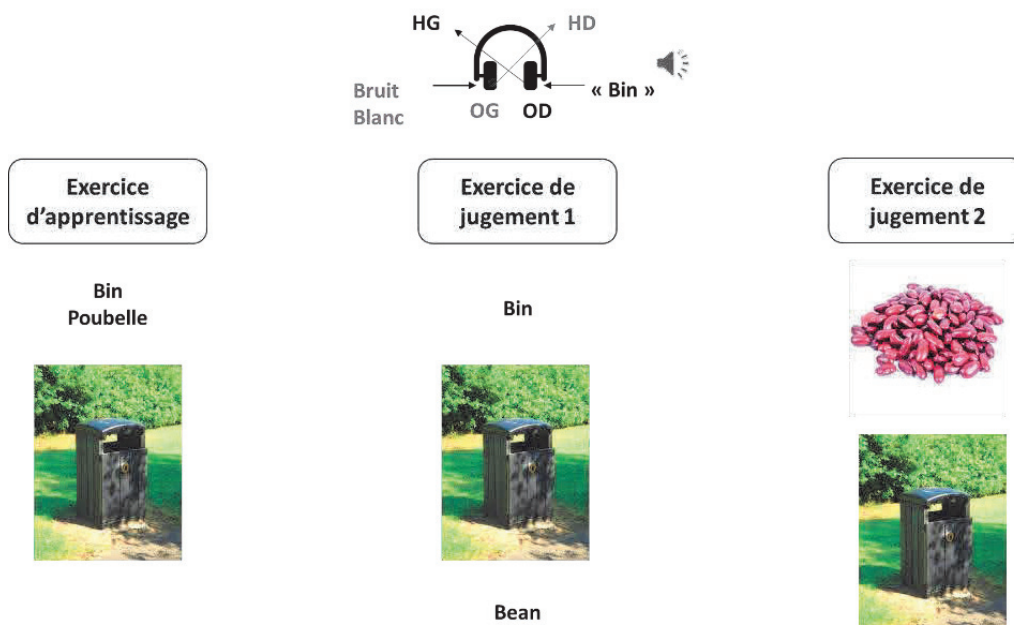 HG
HD
Bruit
Blanc
OG
OD
« Bin »
Exercice
d’apprentissage
Exercice de
jugement 1
Exercice de
jugement 2
Bin
Poubelle
Bin
Bean